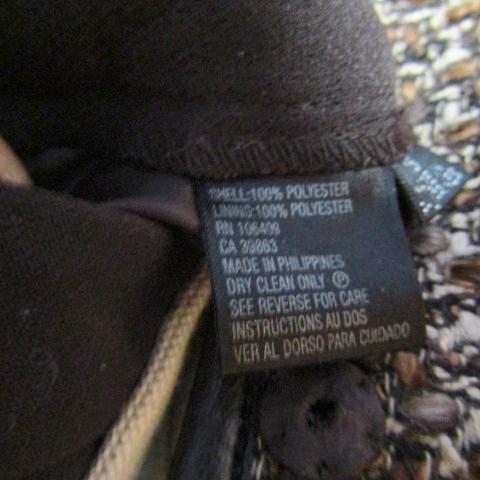 SHELL:100% POLYESTER
LINING:100% POLYESTER
RN 106409
CA 39863
MADE IN PHILIPPINES
DRY CLEAN ONLY Ⓟ
SEE REVERSE FOR CARE
INSTRUCTIONS AU DOS
VER AL DORSO PARA CUIDADO